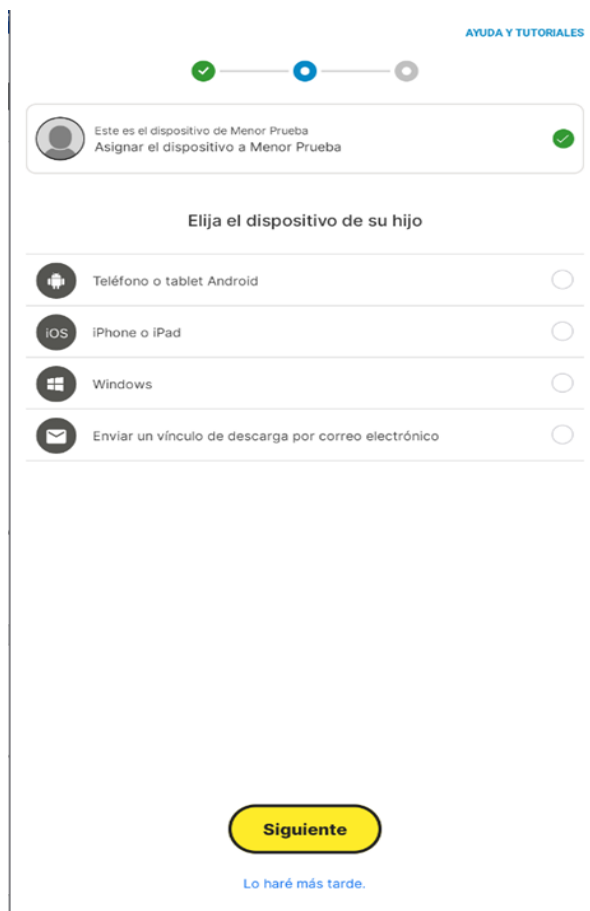 AYUDA Y TUTORIALES
Este es el dispositivo de Menor Prueba
Asignar el dispositivo a Menor Prueba
Elija el dispositivo de su hijo
Teléfono o tablet Android
iOS
iPhone o iPad
Windows
Enviar un vínculo de descarga por correo electrónico
Siguiente
Lo haré más tarde.